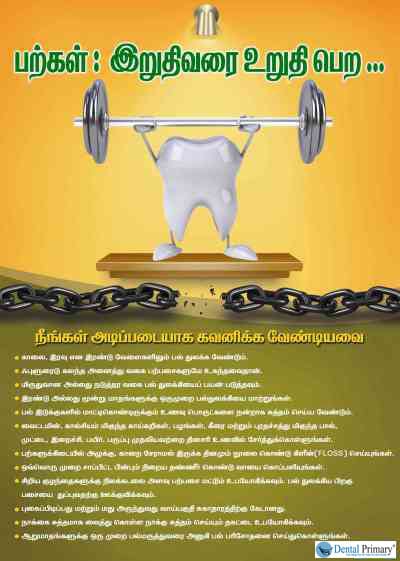 பற்கள் : இறுதிவரை உறுதி பெற ...
நீங்கள் அடிப்படையாக கவனிக்க வேண்டியவை
காலை, இரவு என இரண்டு வேளைகளிலும் பல் துலக்க வேண்டும்.
ஃபுளுரைடு கலந்த அனைத்து வகை பற்பசைகளுமே உகந்தவைதான்.
மிருதுவான அல்லது நடுத்தர வகை பல் துலக்கியைப் பயன் படுத்தவும்.
இரண்டு அல்லது மூன்று மாதங்களுக்கு ஒருமுறை பல்துலக்கியை மாற்றுங்கள்.
பல் இடுக்குகளில் மாட்டிக்கொண்டிருக்கும் உணவு பொருட்களை நன்றாக சுத்தம் செய்ய வேண்டும்.
வைட்டமின், கால்சியம் மிகுந்த காய்கறிகள், பழங்கள், கீரை மற்றும் புரதச்சத்து மிகுந்த பால்,
முட்டை, இறைச்சி, பயிர், பருப்பு முதலியவற்றை தினசரி உணவில் சேர்த்துக்கொள்ளுங்கள்.
பற்களுக்கிடையில் அழுக்கு, காரை சேராமல் இருக்க தினமும் நூலை கொண்டு கிளீன்(FLOSS) செய்யுங்கள்.
ஒவ்வொரு முறை சாப்பிட்ட பின்பும் நிறைய தண்ணீர் கொண்டு வாயை கொப்பளியுங்கள்.
சிறிய குழந்தைகளுக்கு நிலக்கடலை அளவு பற்பசை மட்டும் உபயோகிக்கவும். பல் துலக்கிய பிறகு
பசையை துப்புவதற்கு ஊக்குவிக்கவும்.
புகைப்பிடிப்பது மற்றும் மது அருந்துவது வாய்பகுதி சுகாதாரத்திற்கு கேடானது.
நாக்கை சுத்தமாக வைத்து கொள்ள நாக்கு சுத்தம் செய்யும் தகட்டை உபயோகிக்கவும்.
ஆறுமாதங்களுக்கு ஒரு முறை பல்மருத்துவரை அணுகி பல் பரிசோதனை செய்துகொள்ளுங்கள்.
Dental Primary